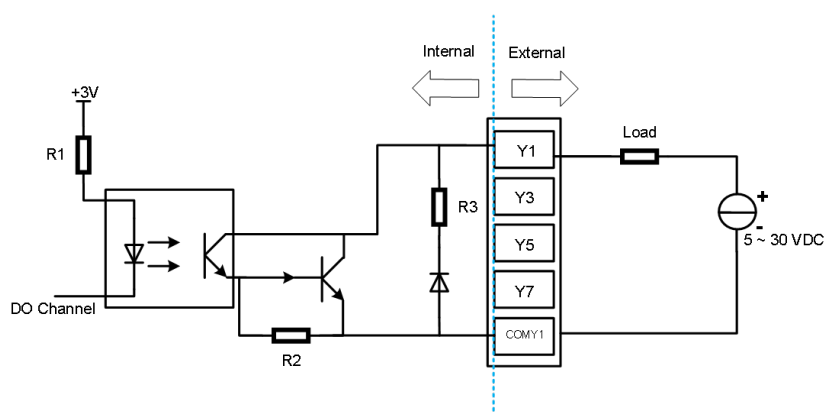 Internal
External
+3V
R1
DO Channel
R2
R3
Y1
Y3
Y5
Y7
COMY1
Load
+
-
5 ~ 30 VDC